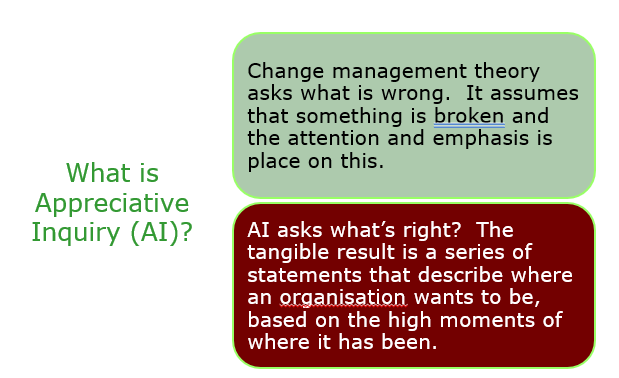 What is
Appreciative
Inquiry (AI)?
Change management theory
asks what is wrong.  It assumes
that something is broken and
the attention and emphasis is
place on this.
AI asks what’s right?  The
tangible result is a series of
statements that describe where
an organisation wants to be,
based on the high moments of
where it has been.